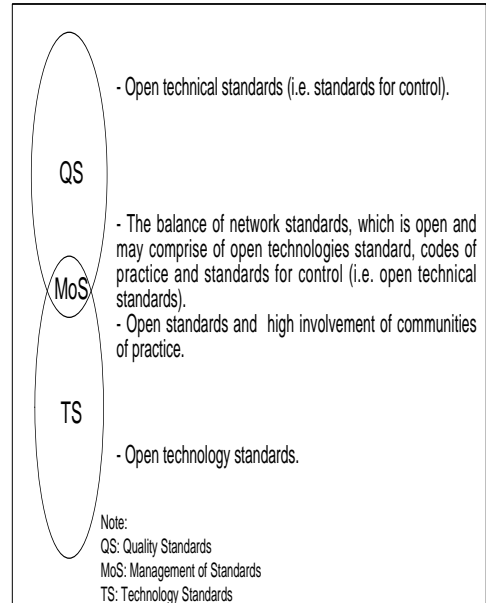 - Open technical standards (i.e. standards for control).
QS
- The balance of network standards, which is open and
may comprise of open technologies standard, codes of
practice and standards for control (i.e. open technical
standards).
MoS
- Open standards and high involvement of communities
of practice.
TS
- Open technology standards.
Note:
QS: Quality Standards
MoS: Management of Standards
TS: Technology Standards